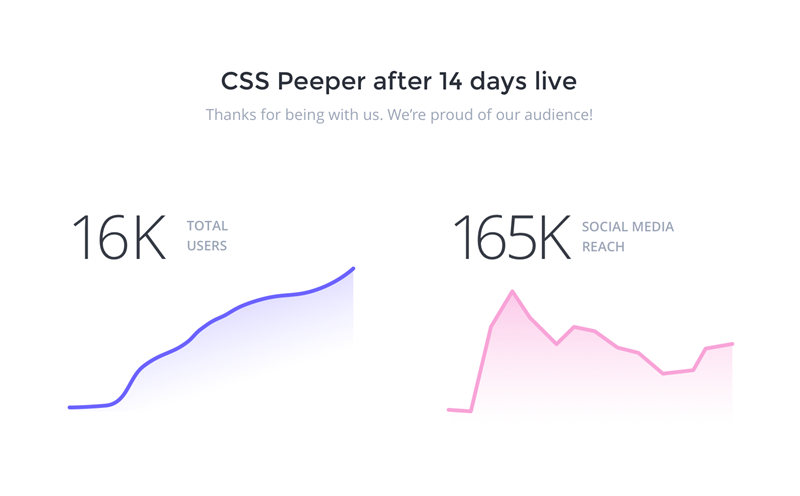 CSS Peeper after 14 days live
Thanks for being with us. We’re proud of our audience!
16K
TOTAL
USERS
165K
SOCIAL MEDIA
REACH